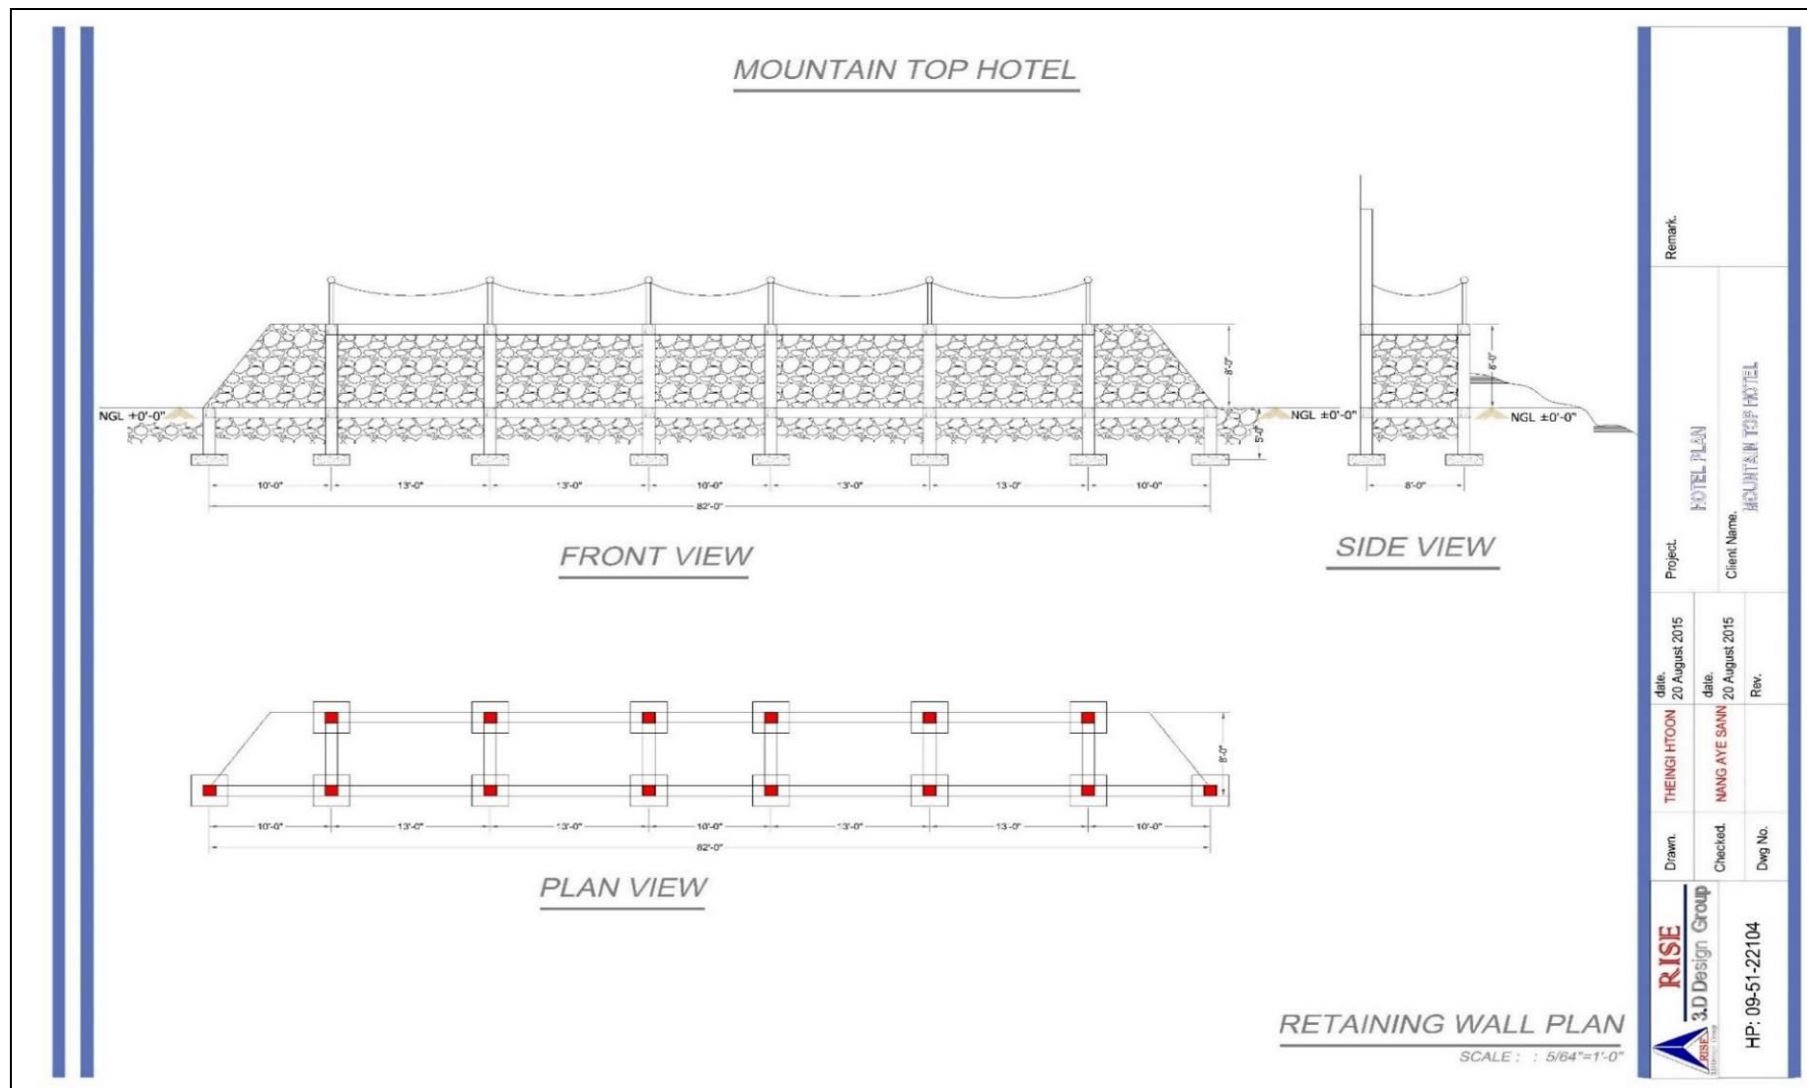 MOUNTAIN TOP HOTEL
NGL ±0'-0"
8'-0"
NGL ±0'-0"
5'-0"
6'-0"
NGL ±0'-0"
10'-0" 13'-0" 13'-0" 10'-0" 13'-0" 13'-0" 10'-0"
82'-0"
8'-0"
FRONT VIEW
SIDE VIEW
8'-0"
10'-0" 13'-0" 13'-0" 10'-0" 13'-0" 13'-0" 10'-0"
82'-0"
PLAN VIEW
RETAINING WALL PLAN
SCALE : : 5/64"=1'-0"
Remark.
Project.
HOTEL PLAN
Client Name.
MOUNTAIN TOP HOTEL
date.
20 August 2015
date.
20 August 2015
Rev.
Drawn.
THEINGI HTOON
Checked.
NANG AYE SANN
Dwg No.
RISE
3.D Design Group
RISE
HP: 09-51-22104